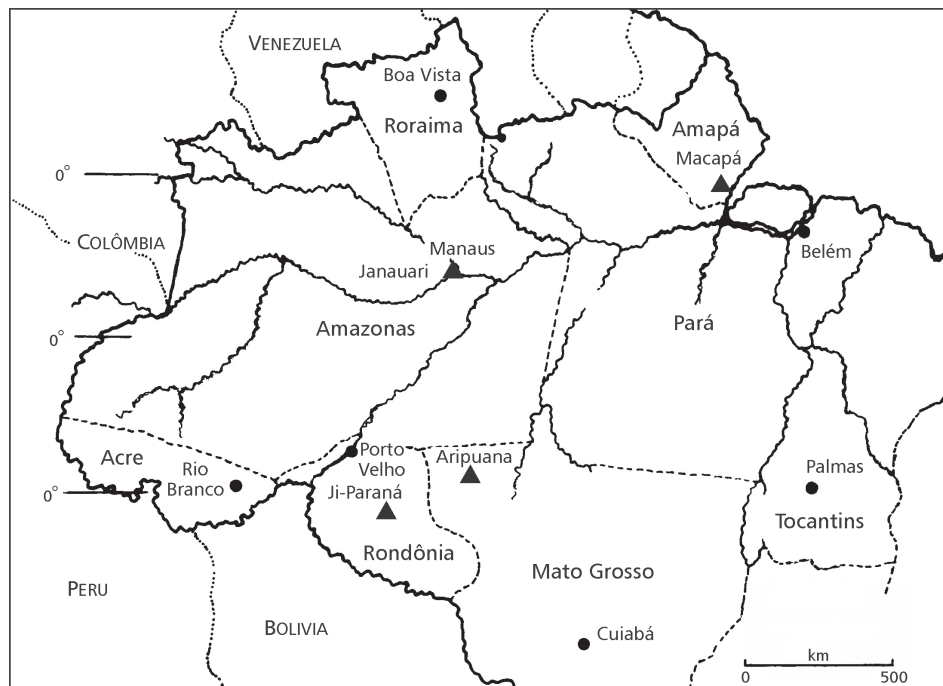 VENEZUELA
Boa Vista
Roraima
Amapá
Macapá
0°
COLÔMBIA
Manaus
Janauari
Belém
Amazonas
Pará
0°
Acre
Rio
Branco
Porto
Velho
Aripuana
Ji-Paraná
0°
Palmas
Tocantins
Rondônia
Mato Grosso
PERU
BOLIVIA
Cuiabá
km
0
500